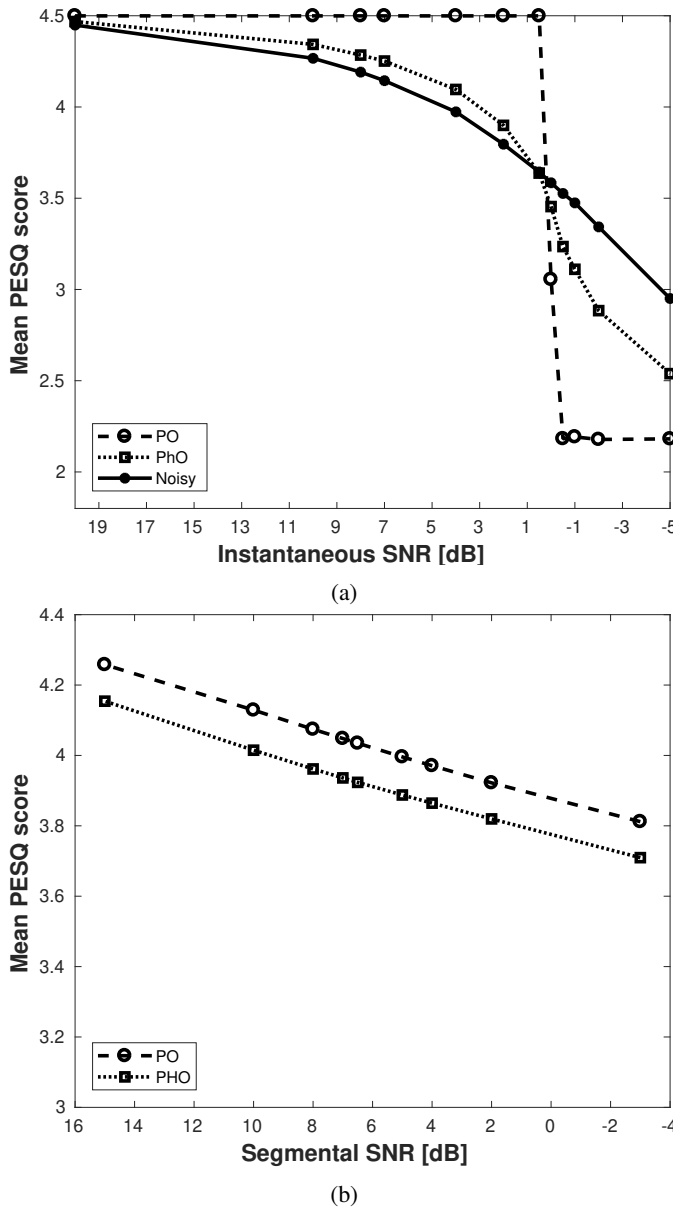 4.5
4
3.5
3
2.5
2
Mean PESQ score
PO
PhO
Noisy
19 17 15 13 11 9 7 5 3 1 -1 -3 -5
Instantaneous SNR [dB]
(a)
4.4
4.2
4
3.8
3.6
3.4
3.2
3
Mean PESQ score
PO
PHO
16 14 12 10 8 6 4 2 0 -2 -4
Segmental SNR [dB]
(b)